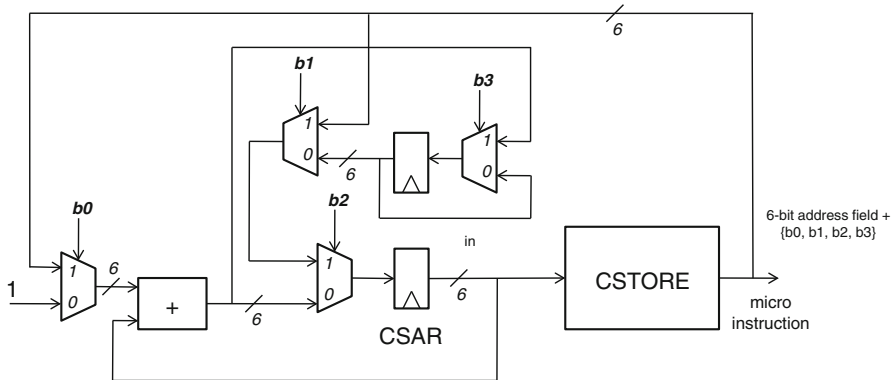 6
b1
b3
1
1
0
6
0
b0
b2
in
6-bit address field +
{b0, b1, b2, b3}
1
6
1
1
0
+
6
0
6
CSTORE
micro
instruction
CSAR